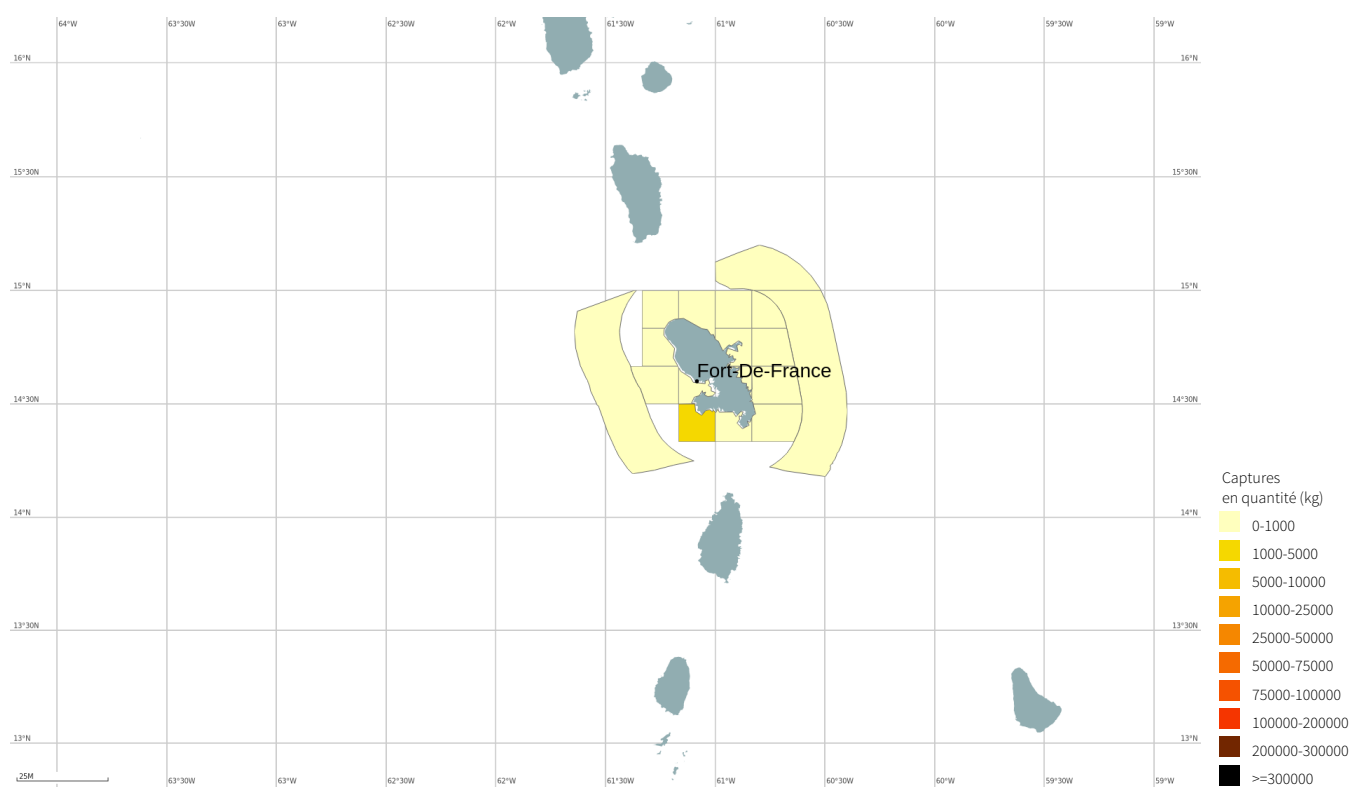 64°W 63°30W 63°W 62°30W 62°W 61°30W 61°W 60°30W 60°W 59°30W 59°W
16°N 16°N
15°30N 15°30N
15°N 15°N
Fort-De-France
14°30N 14°30N
14°N 14°N
13°30N 13°30N
13°N 13°N
25M
63°30W 63°W 62°30W 62°W 61°30W 61°W 60°30W 60°W 59°30W 59°W
Captures
en quantité (kg)
0-1000
1000-5000
5000-10000
10000-25000
25000-50000
50000-75000
75000-100000
100000-200000
200000-300000
>=300000